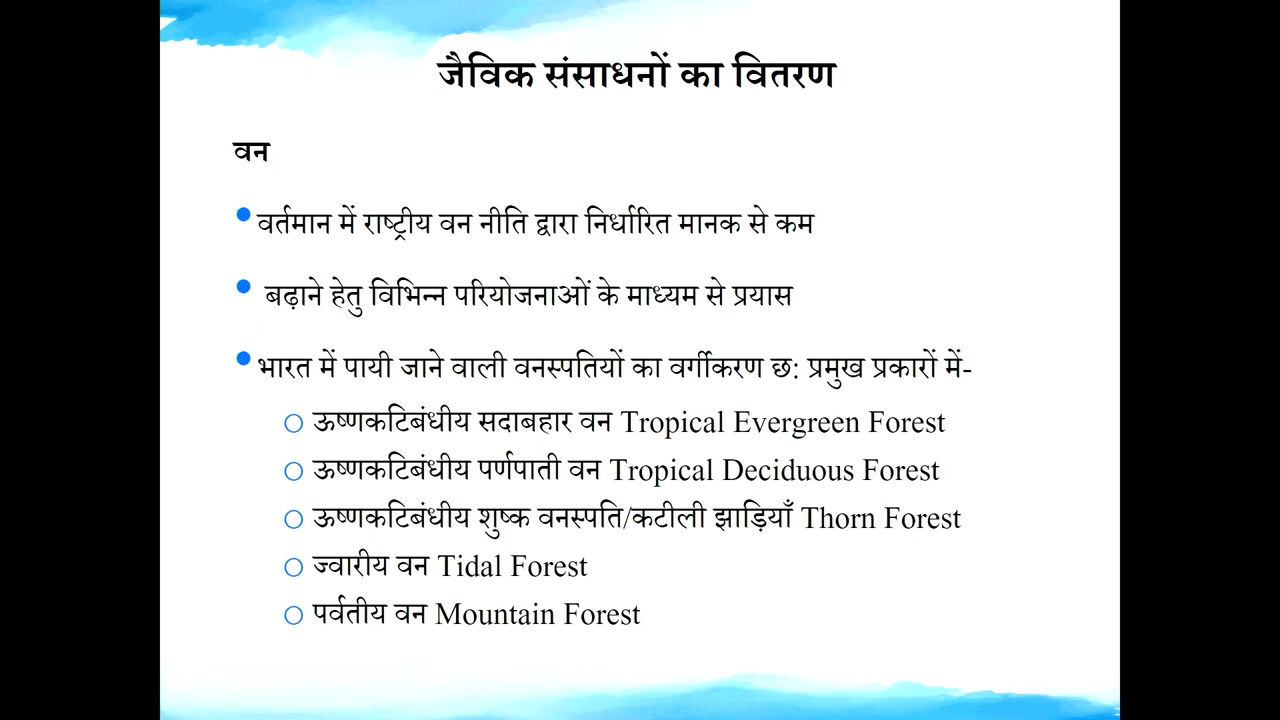 जैविक संसाधनों का वितरण
वन
वर्तमान में राष्ट्रीय वन नीति द्वारा निर्धारित मानक से कम
बढ़ाने हेतु विभिन्न परियोजनाओं के माध्यम से प्रयास
भारत में पायी जाने वाली वनस्पतियों का वर्गीकरण छ: प्रमुख प्रकारों में-
ऊष्णकटिबंधीय सदाबहार वन Tropical Evergreen Forest
ऊष्णकटिबंधीय पर्णपाती वन Tropical Deciduous Forest
ऊष्णकटिबंधीय शुष्क वनस्पति/कटीली झाड़ियाँ Thorn Forest
ज्वारीय वन Tidal Forest
पर्वतीय वन Mountain Forest